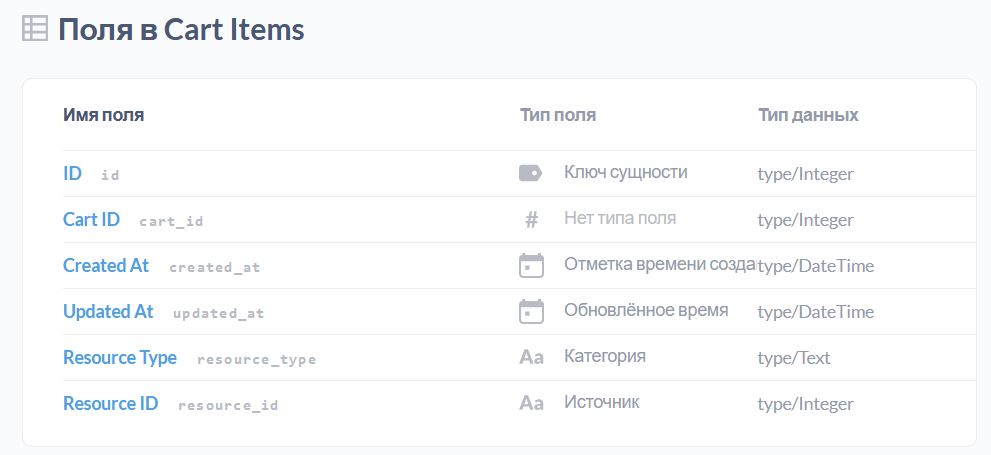 Поля в Cart Items
Имя поля Тип поля Тип данных
ID id Ключ сущности type/Integer
Cart ID cart_id # Нет типа поля type/Integer
Created At created_at Отметка времени созда type/DateTime
Updated At updated_at Обновлённое время type/DateTime
Resource Type resource_type Aa Категория type/Text
Resource ID resource_id Aa Источник type/Integer